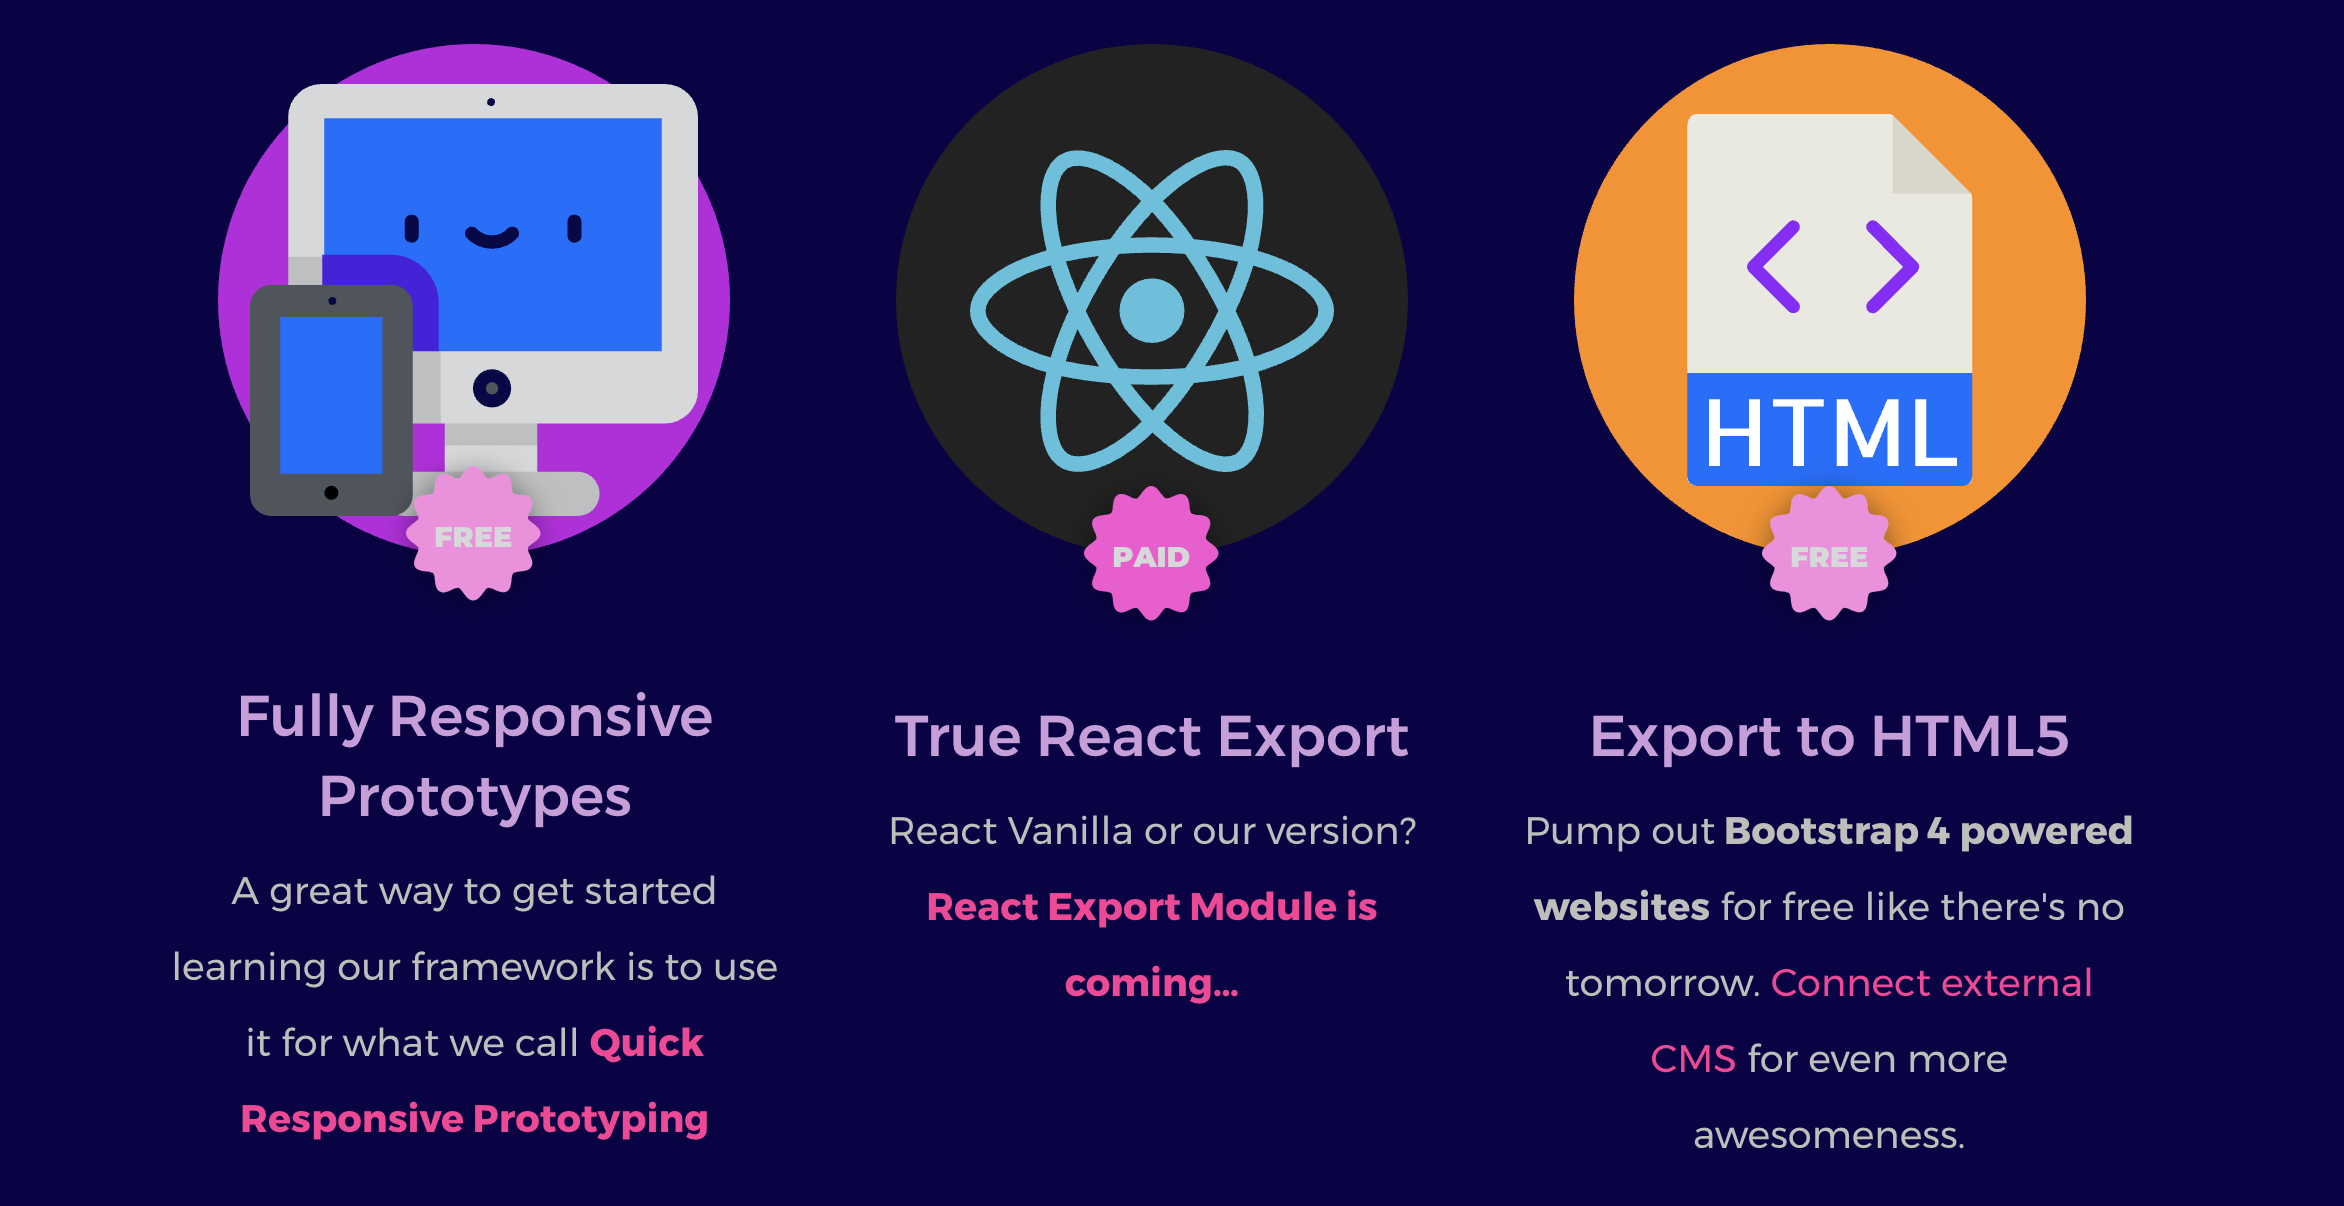 FREE
Fully Responsive
Prototypes
A great way to get started
learning our framework is to use
it for what we call Quick
Responsive Prototyping
PAID
True React Export
React Vanilla or our version?
React Export Module is
coming...
HTML
FREE
Export to HTML5
Pump out Bootstrap 4 powered
websites for free like there's no
tomorrow. Connect external
CMS for even more
awesomeness.